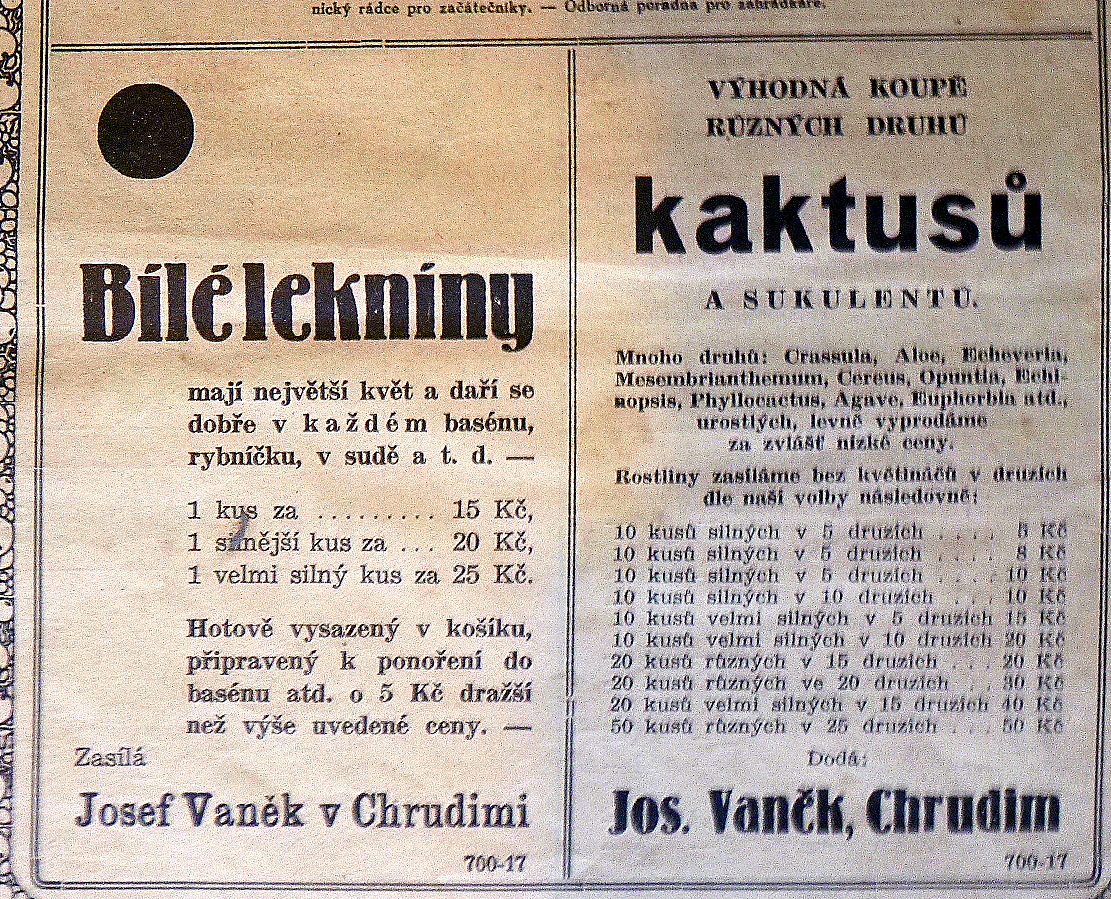 nický rádce pro začátečníky. — Odborná poradna pro zahrádkáře.
Bílé lekníny
mají největší květ a daří se
dobře v každém basénu,
rybníčku, v sudě a t. d. —
1 kus za ......... 15 Kč,
1 silnější kus za ... 20 Kč,
1 velmi silný kus za 25 Kč.
Hotově vysazený v košíku,
připravený k ponoření do
basénu atd. o 5 Kč dražší
než výše uvedené ceny. —
Zasílá
Josef Vaněk v Chrudimi
700-17
VÝHODNÁ KOUPĚ
RŮZNÝCH DRUHŮ
kaktusů
A SUKULENTŮ.
Mnoho druhů: Crassula, Aloe, Echeveria,
Mesembrianthemum, Cereus, Opuntia, Echi-
nopsis, Phyllocactus, Agave, Euphorbia atd.,
urostlých, levně vyprodáme
za zvlášť nízké ceny.
Rostliny zasíláme bez květináčů v druzích
dle naší volby následovně:
10 kusů silných v 5 druzích .... 5 Kč
10 kusů silných v 5 druzích .... 8 Kč
10 kusů silných v 5 druzích .... 10 Kč
10 kusů silných v 10 druzích ... 10 Kč
10 kusů velmi silných v 5 druzích 15 Kč
10 kusů velmi silných v 10 druzích 20 Kč
20 kusů různých v 15 druzích ... 20 Kč
20 kusů různých ve 20 druzích .. 30 Kč
20 kusů velmi silných v 15 druzích 40 Kč
50 kusů různých v 25 druzích ... 50 Kč
Dodá:
Jos. Vaněk, Chrudim
700-17